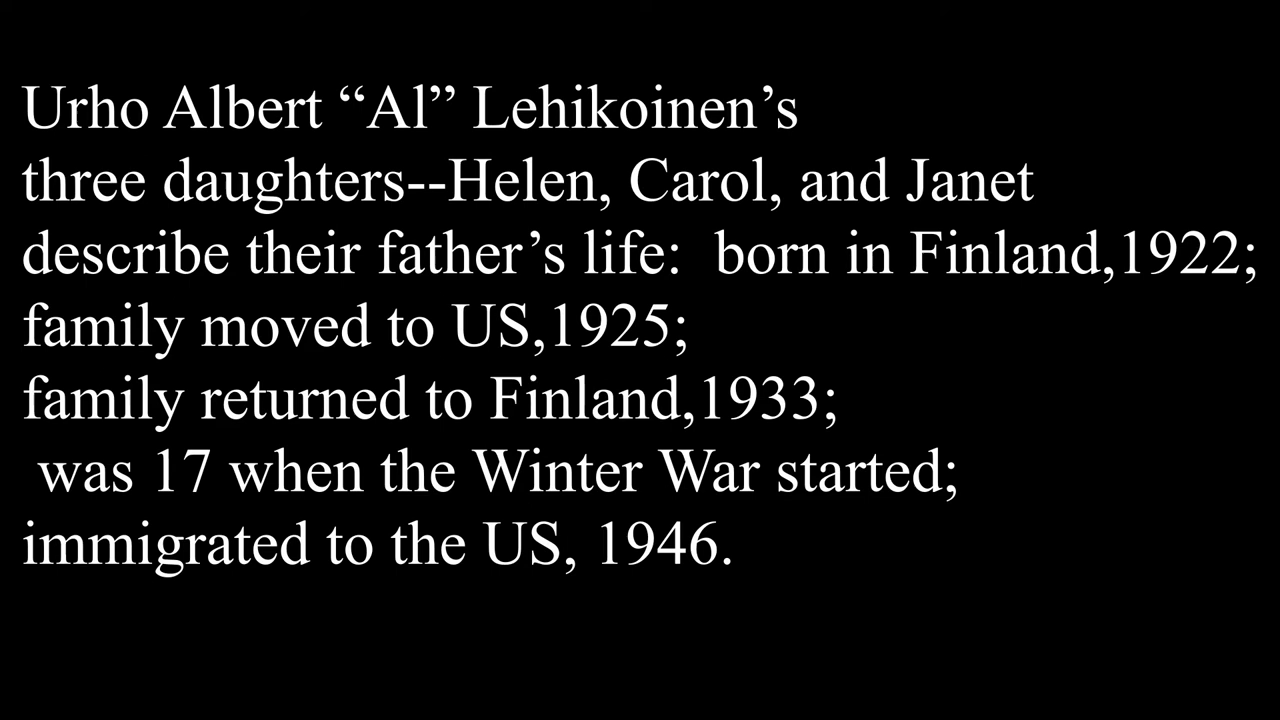 Urho Albert “Al” Lehikoinen’s
three daughters--Helen, Carol, and Janet
describe their father’s life:  born in Finland,1922;
family moved to US,1925;
family returned to Finland,1933;
was 17 when the Winter War started;
immigrated to the US, 1946.